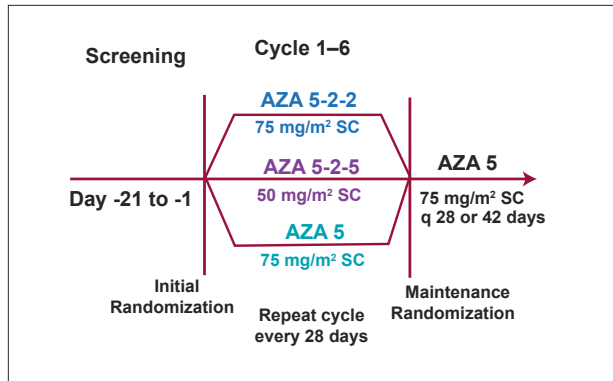 Screening
Cycle 1–6
AZA 5-2-2
75 mg/m² SC
AZA 5-2-5
50 mg/m² SC
AZA 5
75 mg/m² SC
Day -21 to -1
AZA 5
75 mg/m² SC
q 28 or 42 days
Initial
Randomization
Repeat cycle
every 28 days
Maintenance
Randomization